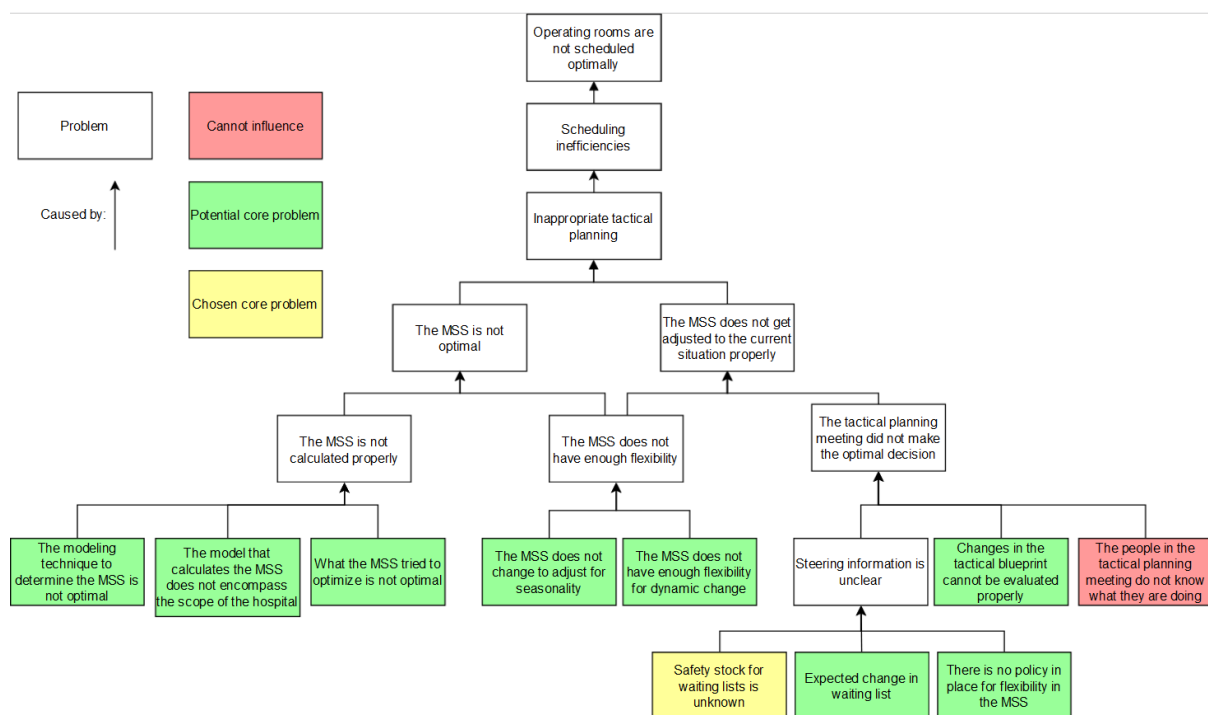 Operating rooms are
not scheduled
optimally
Problem
Cannot influence
Scheduling
inefficiencies
Caused by:
Potential core problem
Inappropriate tactical
planning
Chosen core problem
The MSS is not
optimal
The MSS does not get
adjusted to the current
situation properly
The MSS is not
calculated properly
The MSS does not
have enough flexibility
The tactical planning
meeting did not make
the optimal decision
The modeling
technique to
determine the MSS is
not optimal
The model that
calculates the MSS
does not encompass
the scope of the hospital
What the MSS tried to
optimize is not optimal
The MSS does not
change to adjust for
seasonality
The MSS does not
have enough flexibility
for dynamic change
Steering information is
unclear
Changes in the
tactical blueprint
cannot be evaluated
properly
The people in the
tactical planning
meeting do not know
what they are doing
Safety stock for
waiting lists is
unknown
Expected change in
waiting list
There is no policy in
place for flexibility in
the MSS